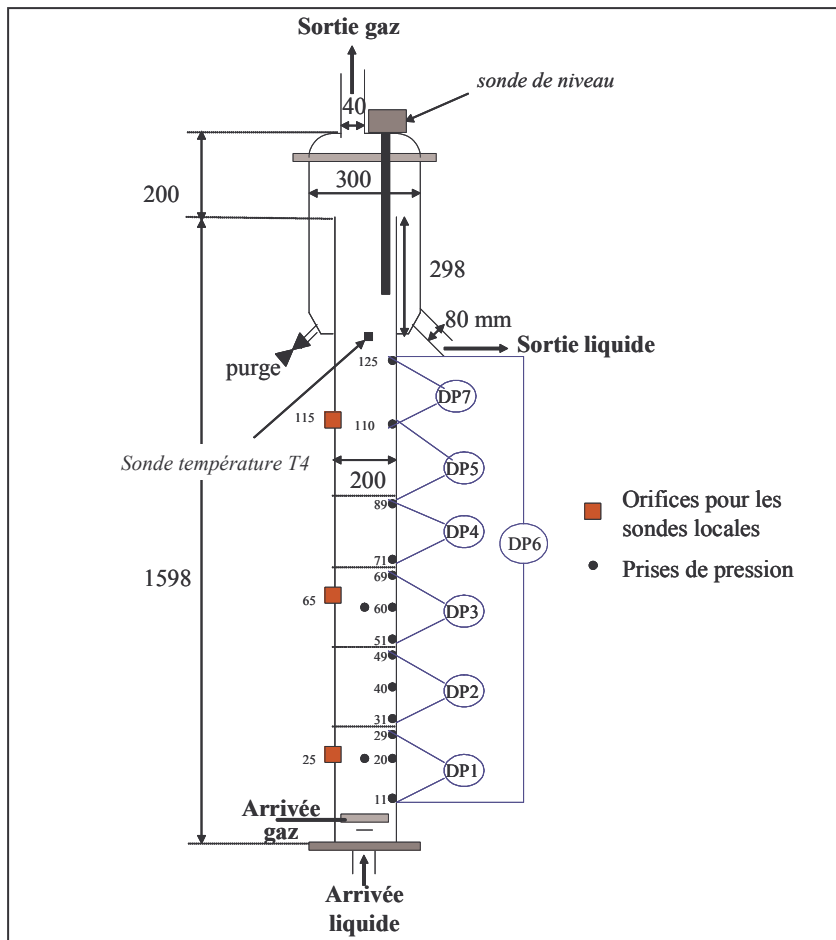 Sortie gaz
sonde de niveau
40
200
300
298
80 mm
Sortie liquide
purge
125
DP7
115
110
Sonde température T4
DP5
200
89
DP4
Orifices pour les
sondes locales
DP6
71
1598
69
Prises de pression
65
60
DP3
51
49
40
DP2
31
29
25
20
DP1
11
Arrivée
gaz
Arrivée
liquide